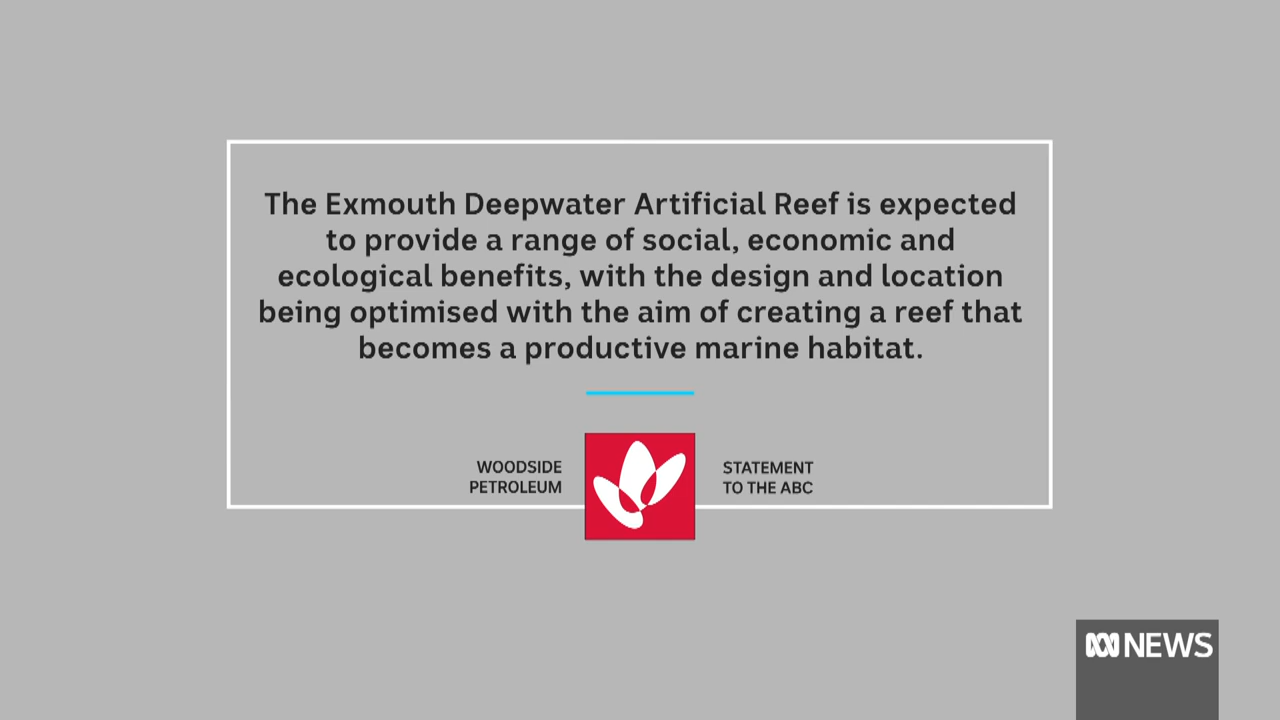 The Exmouth Deepwater Artificial Reef is expected
to provide a range of social, economic and
ecological benefits, with the design and location
being optimised with the aim of creating a reef that
becomes a productive marine habitat.
WOODSIDE
PETROLEUM
STATEMENT
TO THE ABC
NEWS